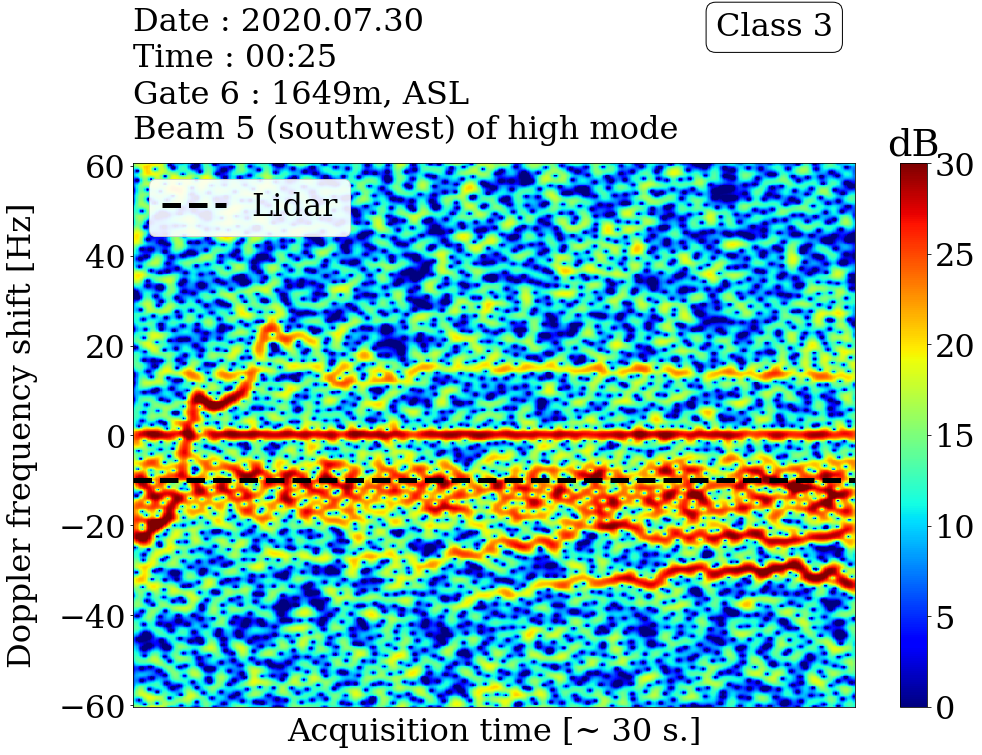 Date : 2020.07.30
Time : 00:25
Gate 6 : 1649m, ASL
Beam 5 (southwest) of high mode
Class 3
dB
Lidar
Doppler frequency shift [Hz]
60
40
20
0
−20
−40
−60
30
25
20
15
10
5
0
Acquisition time [~ 30 s.]